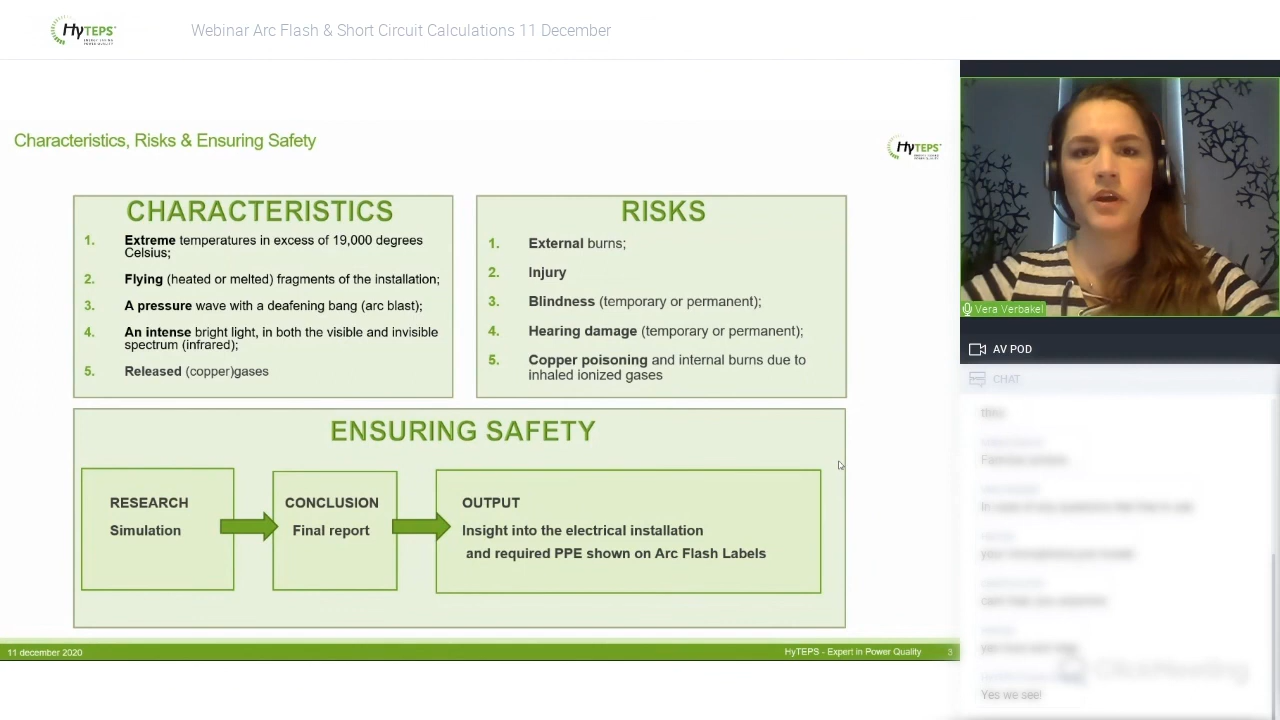 HyTEPS
Webinar Arc Flash & Short Circuit Calculations 11 December
Characteristics, Risks & Ensuring Safety
HyTEPS
CHARACTERISTICS
1. Extreme temperatures in excess of 19,000 degrees
Celsius;
2. Flying (heated or melted) fragments of the installation;
3. A pressure wave with a deafening bang (arc blast);
4. An intense bright light, in both the visible and invisible
spectrum (infrared);
5. Released (copper)gases
RISKS
1. External burns;
2. Injury
3. Blindness (temporary or permanent);
4. Hearing damage (temporary or permanent);
5. Copper poisoning and internal burns due to
inhaled ionized gases
ENSURING SAFETY
RESEARCH
Simulation
CONCLUSION
Final report
OUTPUT
Insight into the electrical installation
and required PPE shown on Arc Flash Labels
11 december 2020
HyTEPS - Expert in Power Quality
3
Vera Verbakel
AV POD
CHAT
Yes we see!
ClickMeeting